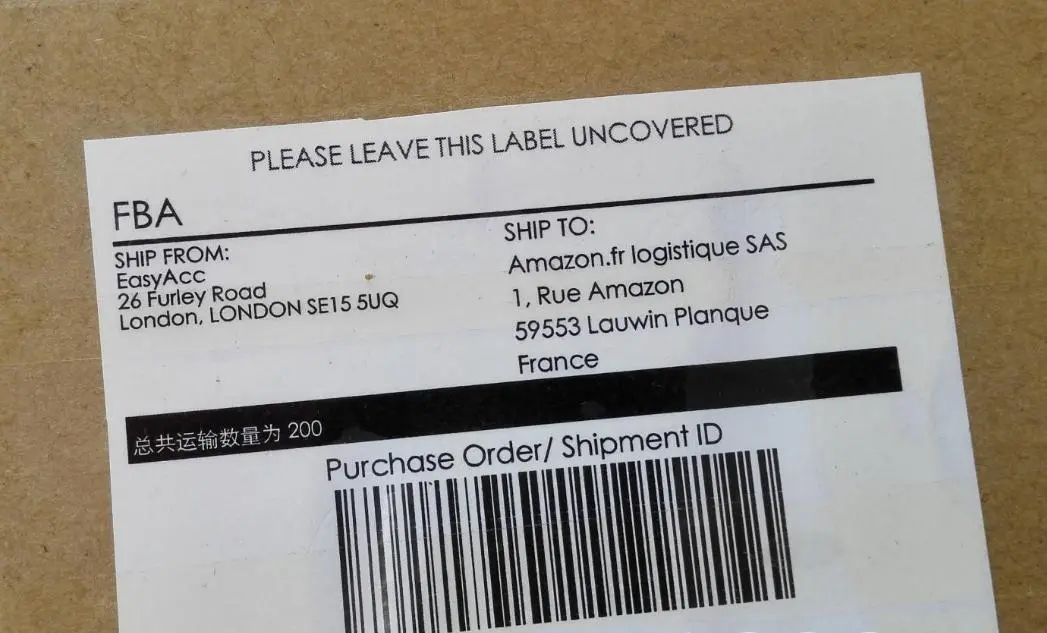 PLEASE LEAVE THIS LABEL UNCOVERED
FBA
SHIP FROM:
EasyAcc
26 Furley Road
London, LONDON SE15 5UQ
SHIP TO:
Amazon.fr logistique SAS
1, Rue Amazon
59553 Lauwin Planque
France
总共运输数量为 200
Purchase Order/ Shipment ID